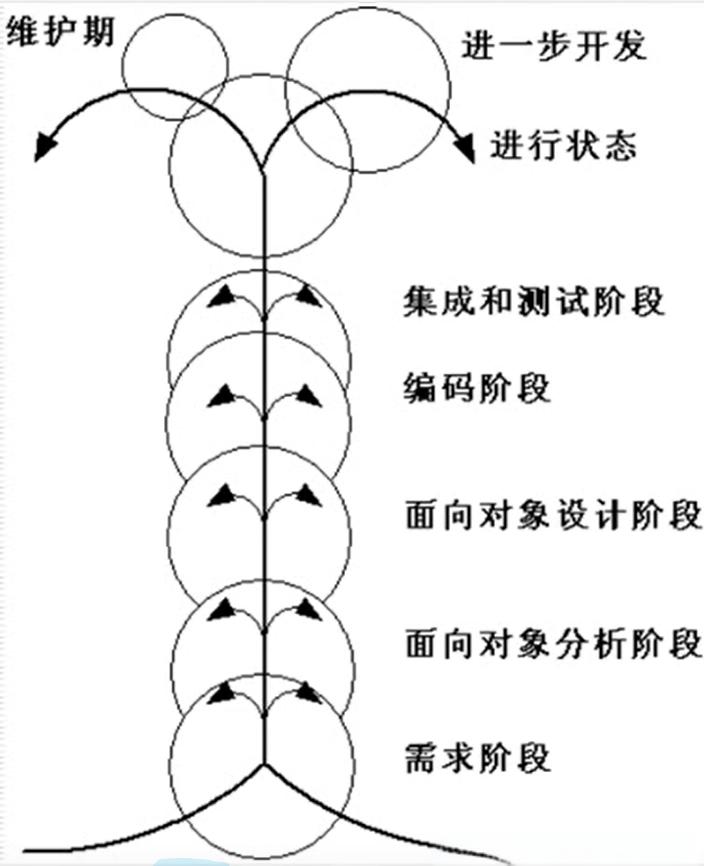 维护期
进一步开发
进行状态
集成和测试阶段
编码阶段
面向对象设计阶段
面向对象分析阶段
需求阶段